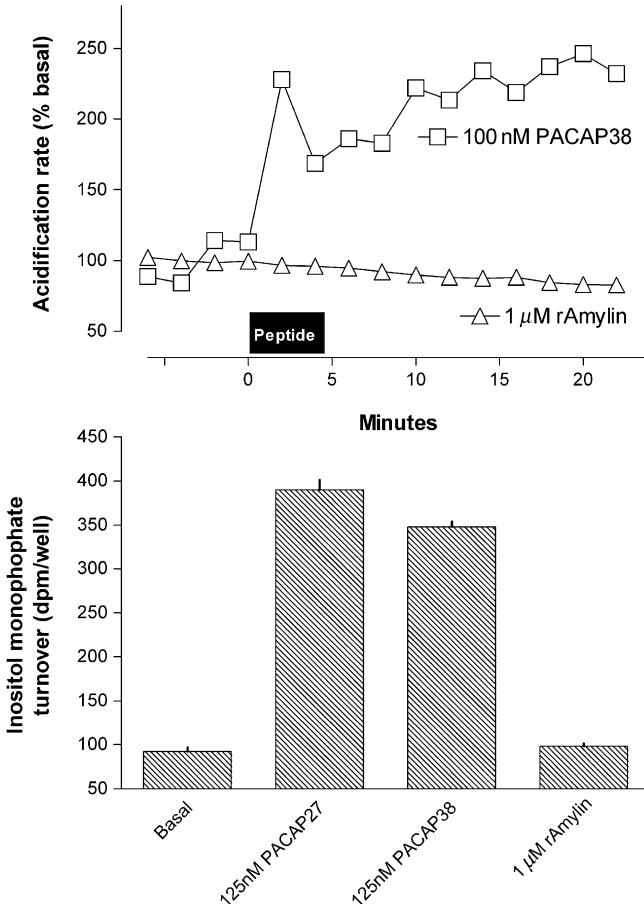 Acidification rate (% basal)
250
200
150
100
50
100 nM PACAP38
1 µM rAmylin
Peptide
0
5
10
15
20
Minutes
Inositol monophophate
turnover (dpm/well)
450
400
350
300
250
200
150
100
50
Basal
125nM PACAP27
125nM PACAP38
1 µM rAmylin